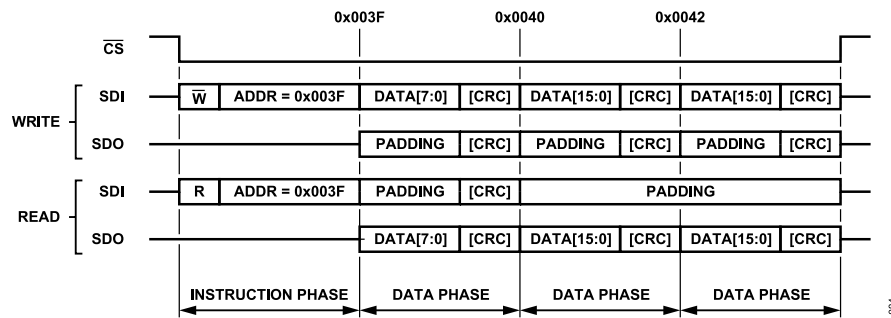 0x003F 0x0040 0x0042
CS
SDI W ADDR = 0x003F DATA[7:0] [CRC] DATA[15:0] [CRC] DATA[15:0] [CRC]
WRITE
SDO PADDING [CRC] PADDING [CRC] PADDING [CRC]
SDI R ADDR = 0x003F PADDING [CRC] PADDING
READ
SDO DATA[7:0] [CRC] DATA[15:0] [CRC] DATA[15:0] [CRC]
INSTRUCTION PHASE DATA PHASE DATA PHASE DATA PHASE